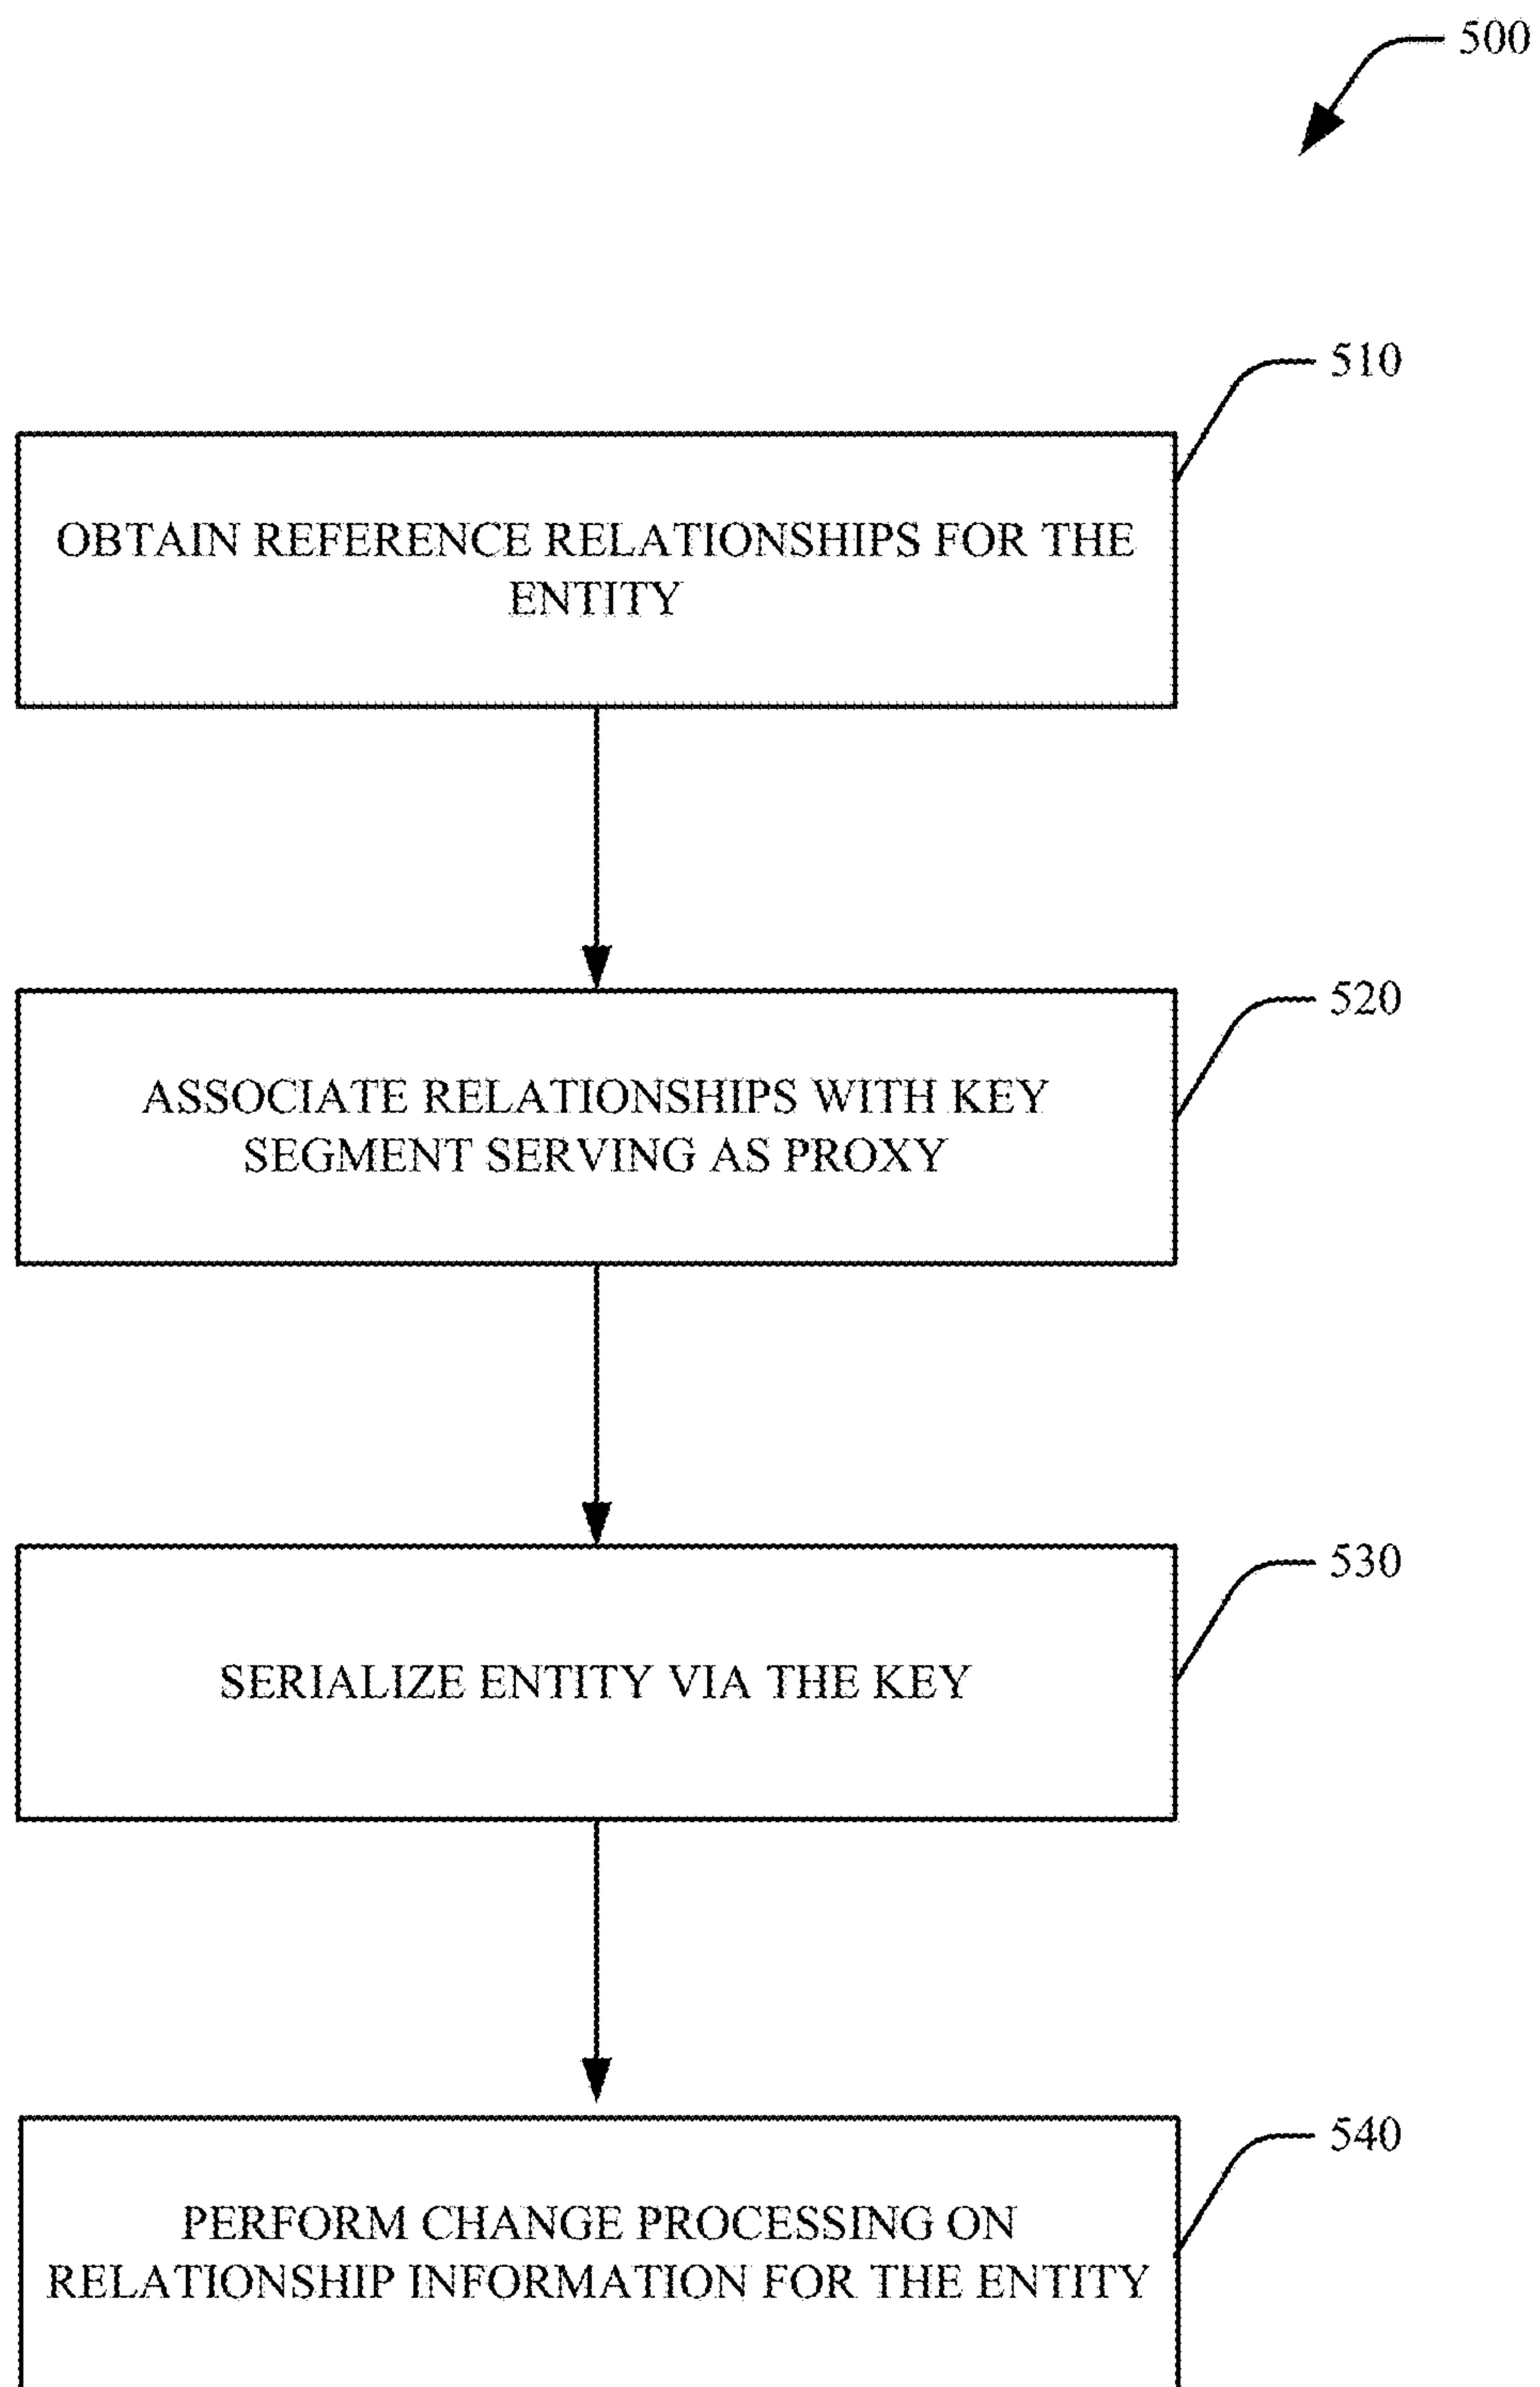 500
510
OBTAIN REFERENCE RELATIONSHIPS FOR THE
ENTITY
520
ASSOCIATE RELATIONSHIPS WITH KEY
SEGMENT SERVING AS PROXY
530
SERIALIZE ENTITY VIA THE KEY
540
PERFORM CHANGE PROCESSING ON
RELATIONSHIP INFORMATION FOR THE ENTITY